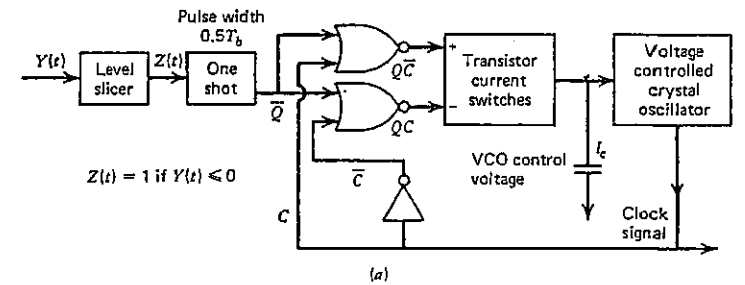 Pulse width
0.5T_b
Y(t)
Level
slicer
Z(t)
One
shot
Q̅
QC̅
QC
+
−
Transistor
current
switches
Voltage
controlled
crystal
oscillator
VCO control
voltage
I_c
Z(t) = 1 if Y(t) ⩽ 0
C̅
C
Clock
signal
(a)